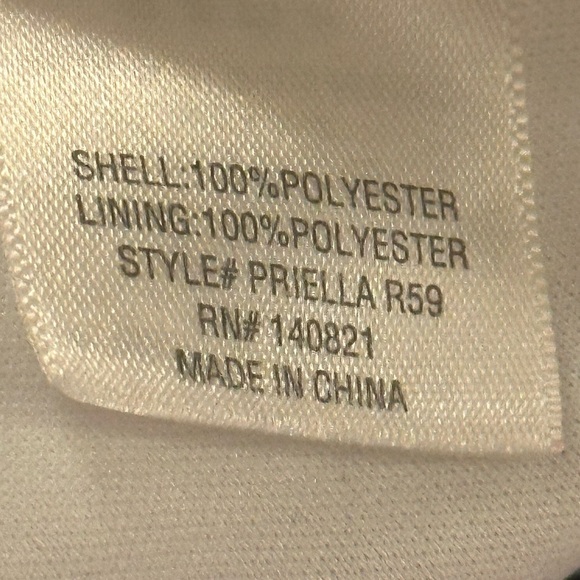 SHELL:100%POLYESTER
LINING:100%POLYESTER
STYLE# PRIELLA R59
RN# 140821
MADE IN CHINA